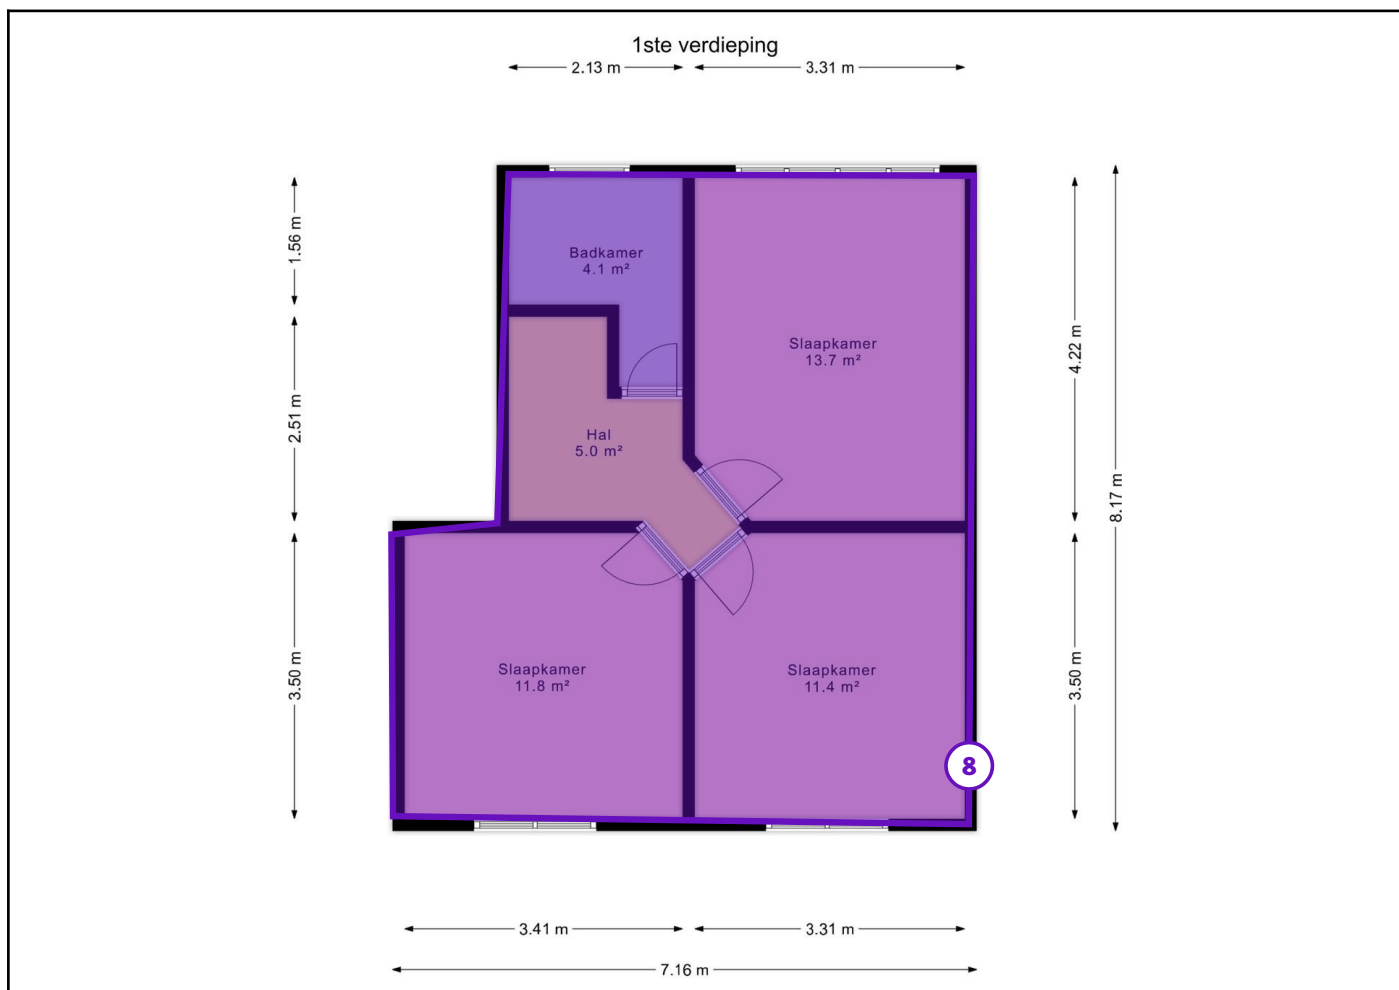 1ste verdieping
2.13 m
3.31 m
1.56 m
2.51 m
3.50 m
Badkamer
4.1 m²
Slaapkamer
13.7 m²
Hal
5.0 m²
Slaapkamer
11.8 m²
Slaapkamer
11.4 m²
4.22 m
3.50 m
8.17 m
8
3.41 m
3.31 m
7.16 m